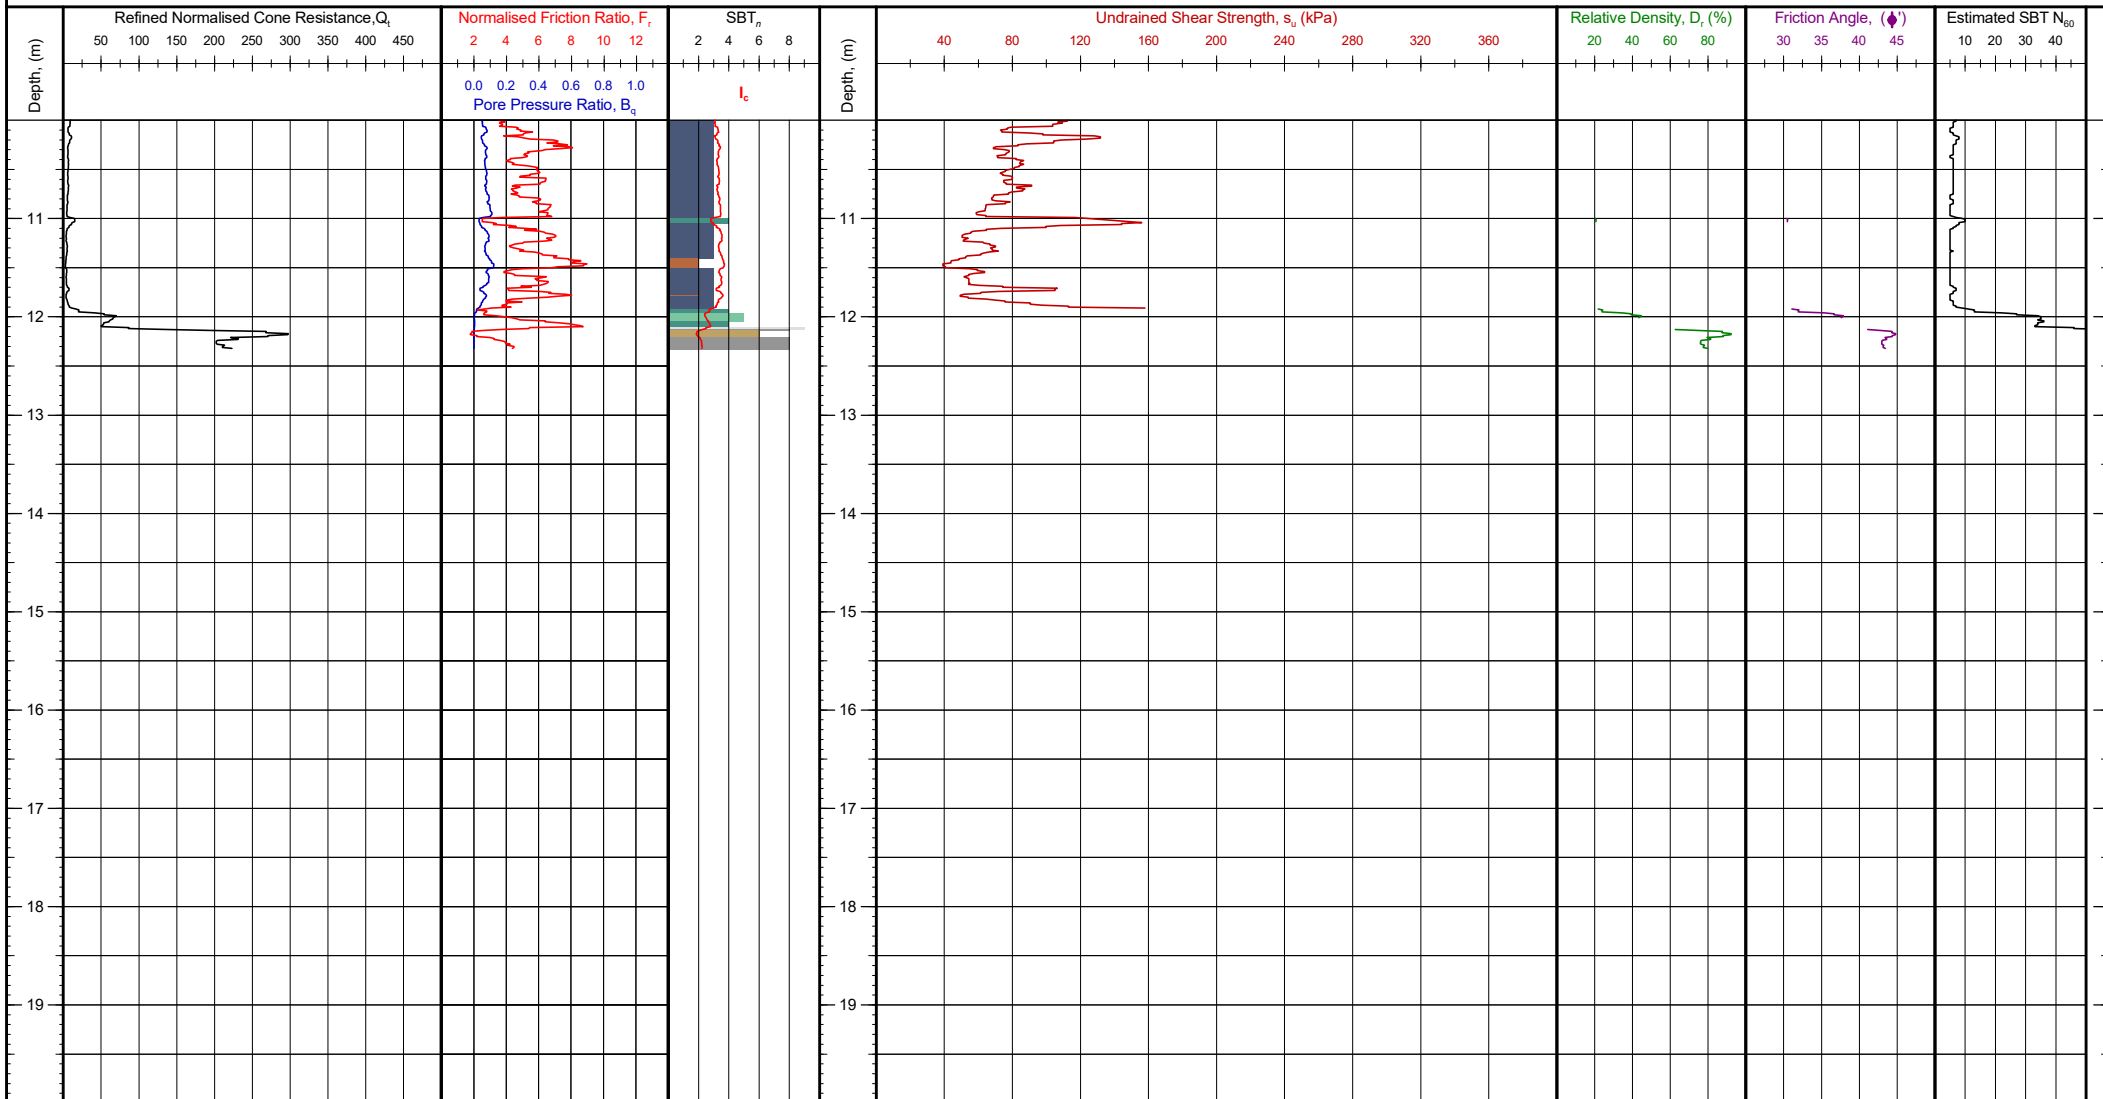 Refined Normalised Cone Resistance,Qt
Normalised Friction Ratio, Fr
SBTn
Undrained Shear Strength, su (kPa)
Relative Density, Dr (%)
Friction Angle, (ϕ')
Estimated SBT N60
50 100 150 200 250 300 350 400 450
2 4 6 8 10 12
2 4 6 8
40 80 120 160 200 240 280 320 360
20 40 60 80
30 35 40 45
10 20 30 40
Depth, (m)
0.0 0.2 0.4 0.6 0.8 1.0
Pore Pressure Ratio, Bq
Ic
Depth, (m)
11 11
12 12
13 13
14 14
15 15
16 16
17 17
18 18
19 19